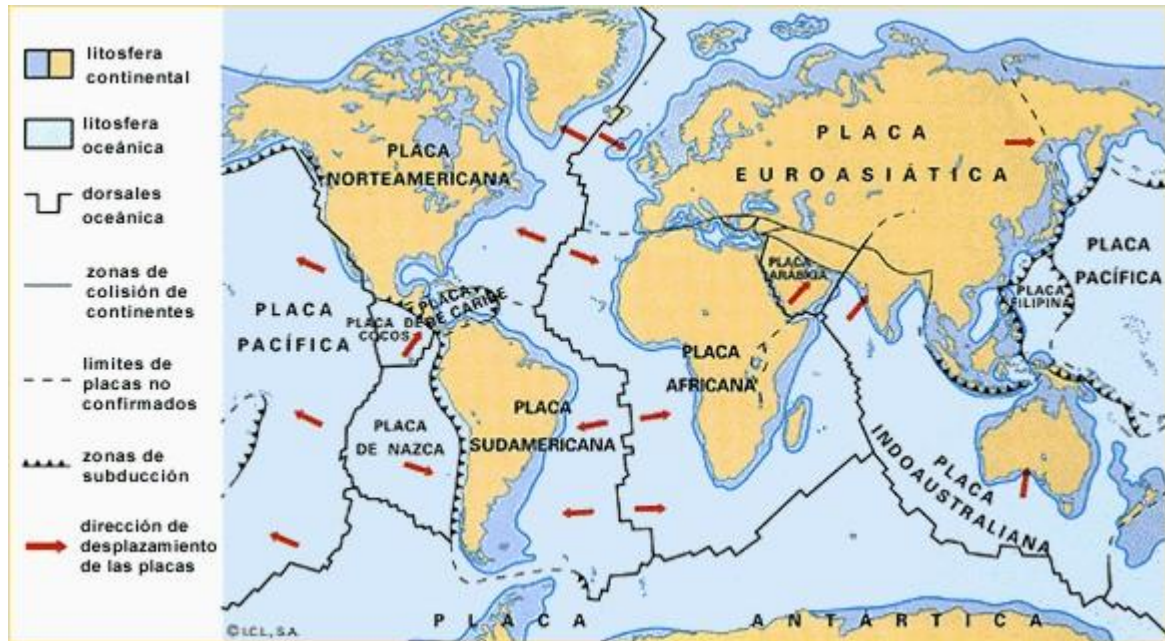 litosfera
continental
litosfera
oceánica
dorsales
oceánica
zonas de
colisión de
continentes
limites de
placas no
confirmados
zonas de
subducción
dirección de
desplazamiento
de las placas
PLACA
NORTEAMERICANA
PLACA
EUROASIÁTICA
PLACA
PACÍFICA
PLACA
FILIPINA
PLACA
ARÁBIGA
PLACA
DE CARIBE
PLACA DE
COCOS
PLACA
PACÍFICA
PLACA
AFRICANA
PLACA
SUDAMERICANA
PLACA
DE NAZCA
PLACA
INDOAUSTRALIANA
PLACA ANTÁRTICA
© I.C.L., S.A.